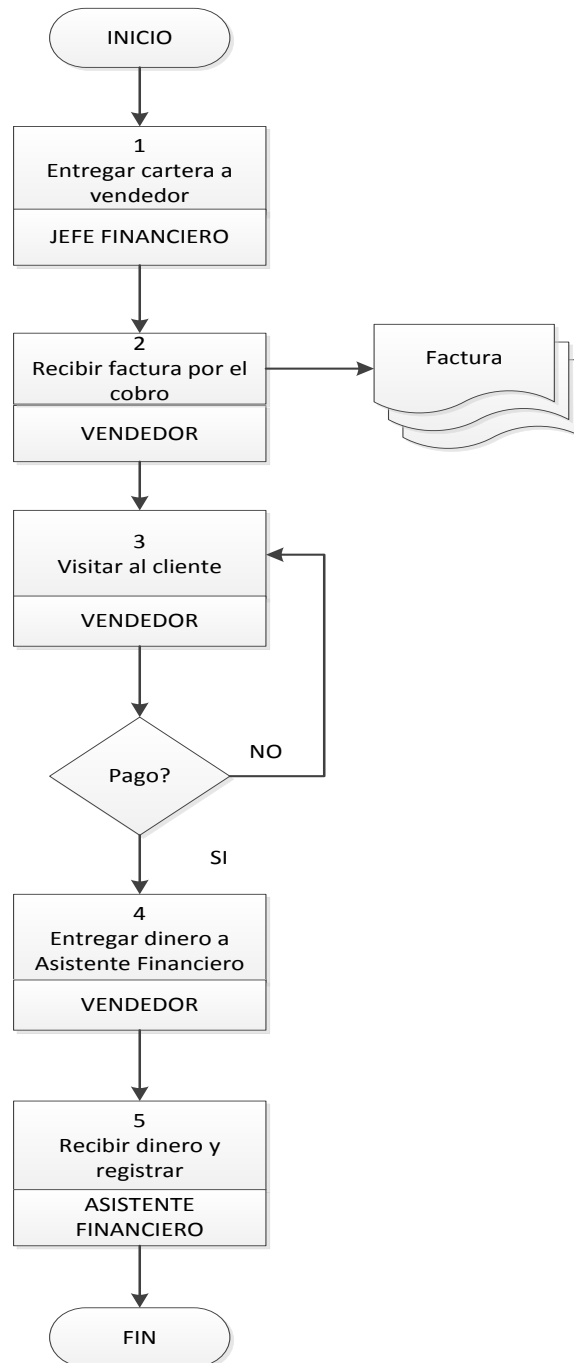 INICIO
1
Entregar cartera a
vendedor
JEFE FINANCIERO
2
Recibir factura por el
cobro
VENDEDOR
Factura
3
Visitar al cliente
VENDEDOR
Pago?
NO
SI
4
Entregar dinero a
Asistente Financiero
VENDEDOR
5
Recibir dinero y
registrar
ASISTENTE
FINANCIERO
FIN